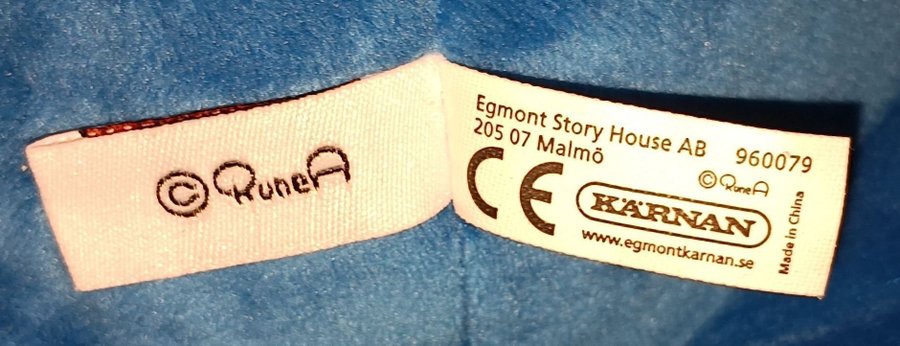 © RuneA
Egmont Story House AB 960079
205 07 Malmö
© RuneA
CE
KÄRNAN
www.egmontkarnan.se
Made in China